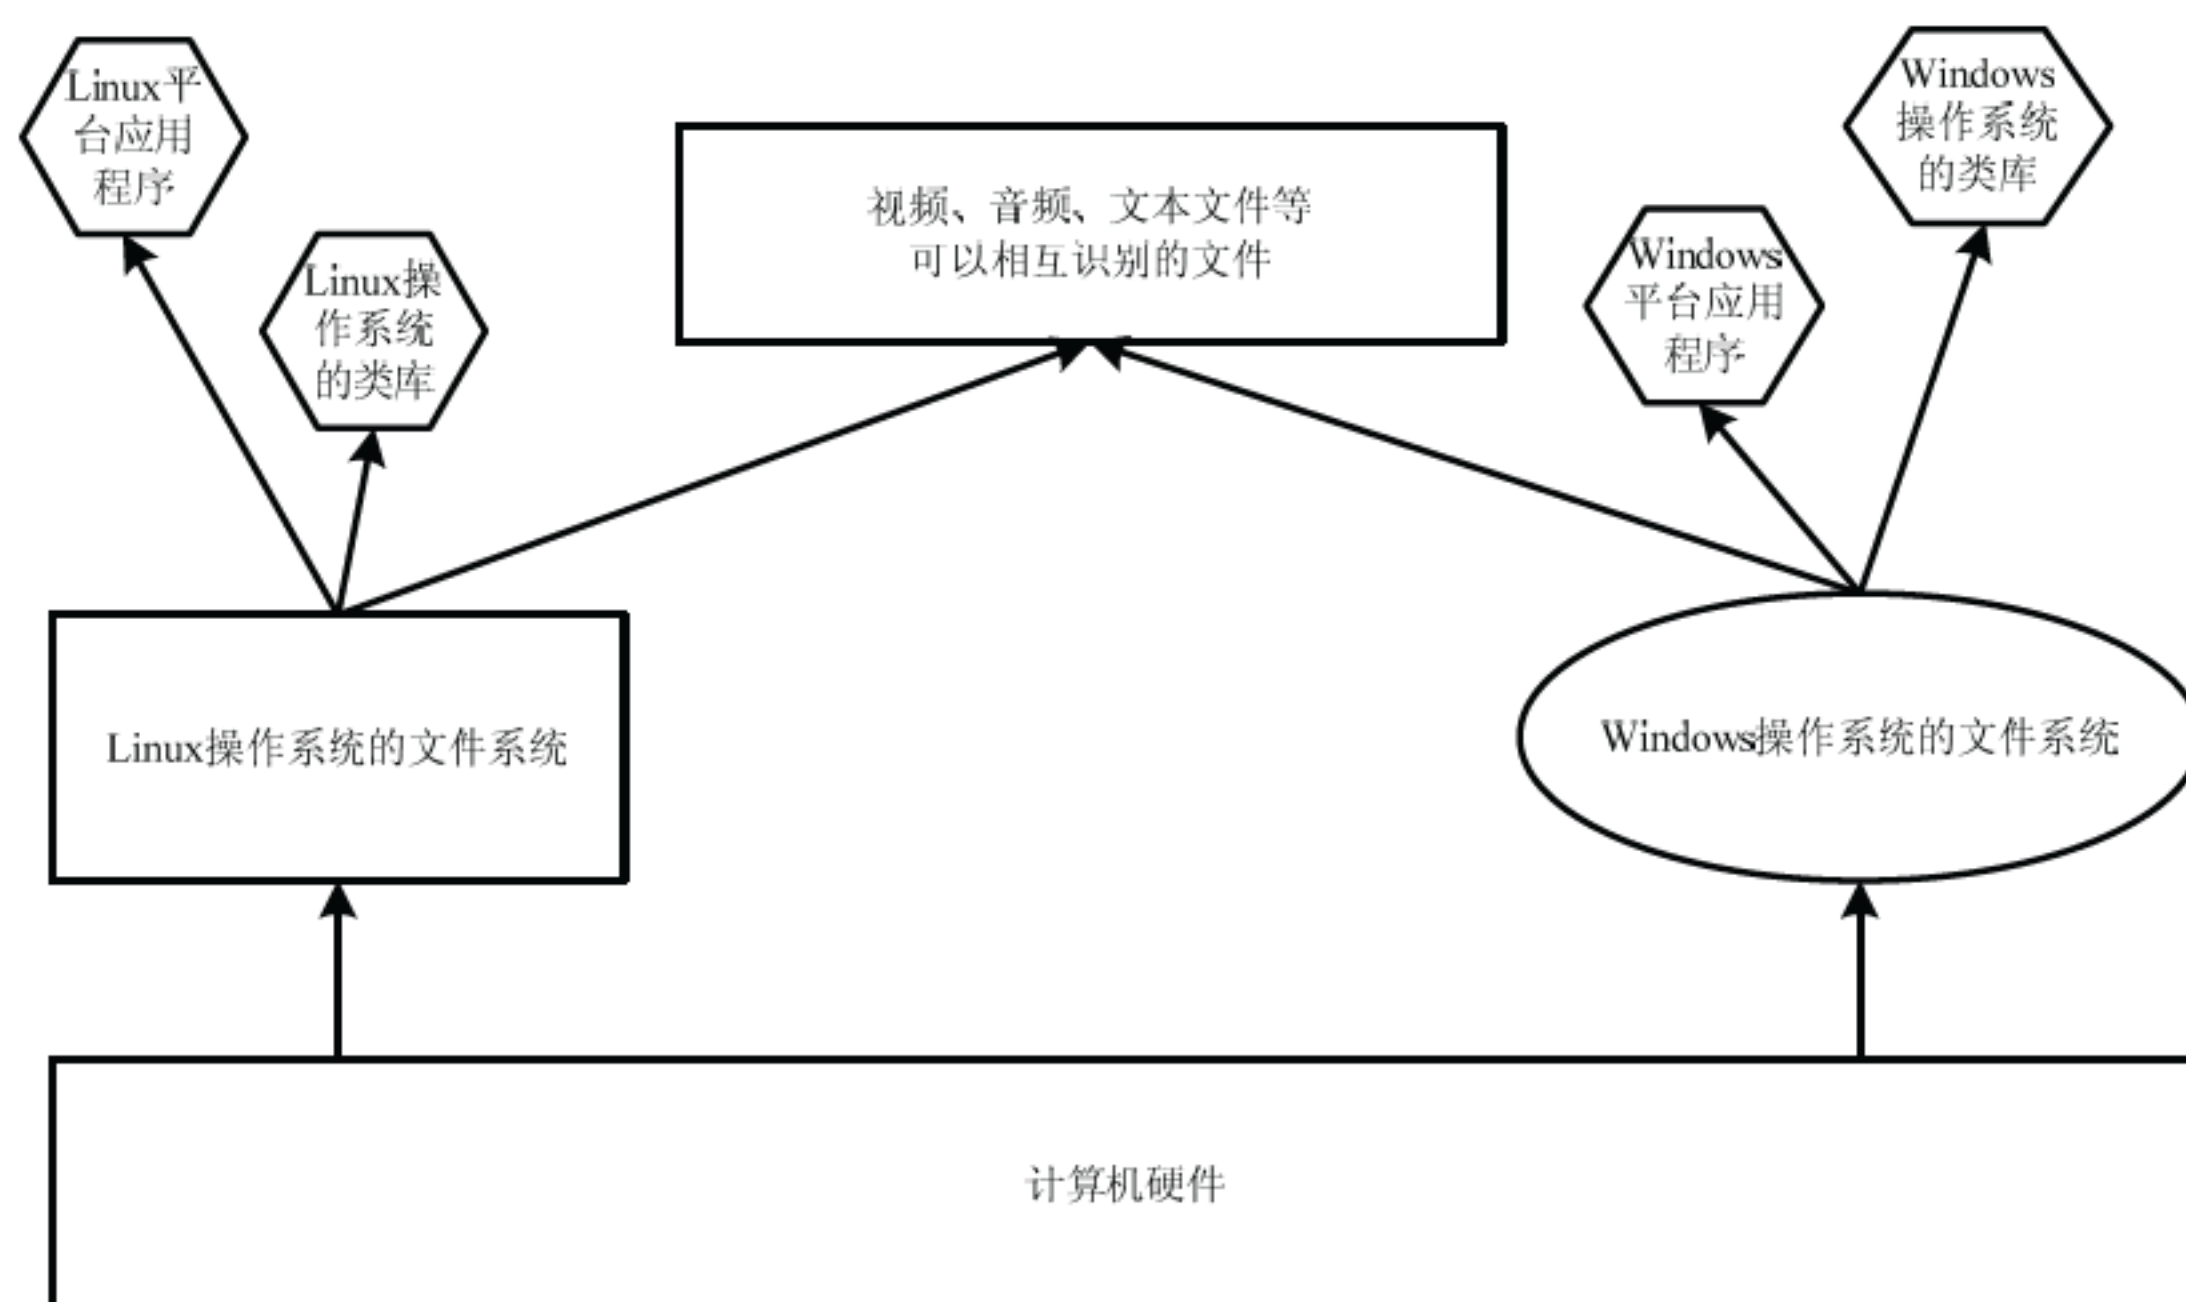 Linux平
台应用
程序
Linux操
作系统
的类库
视频、音频、文本文件等
可以相互识别的文件
Windows
平台应用
程序
Windows
操作系统
的类库
Linux操作系统的文件系统
Windows操作系统的文件系统
计算机硬件